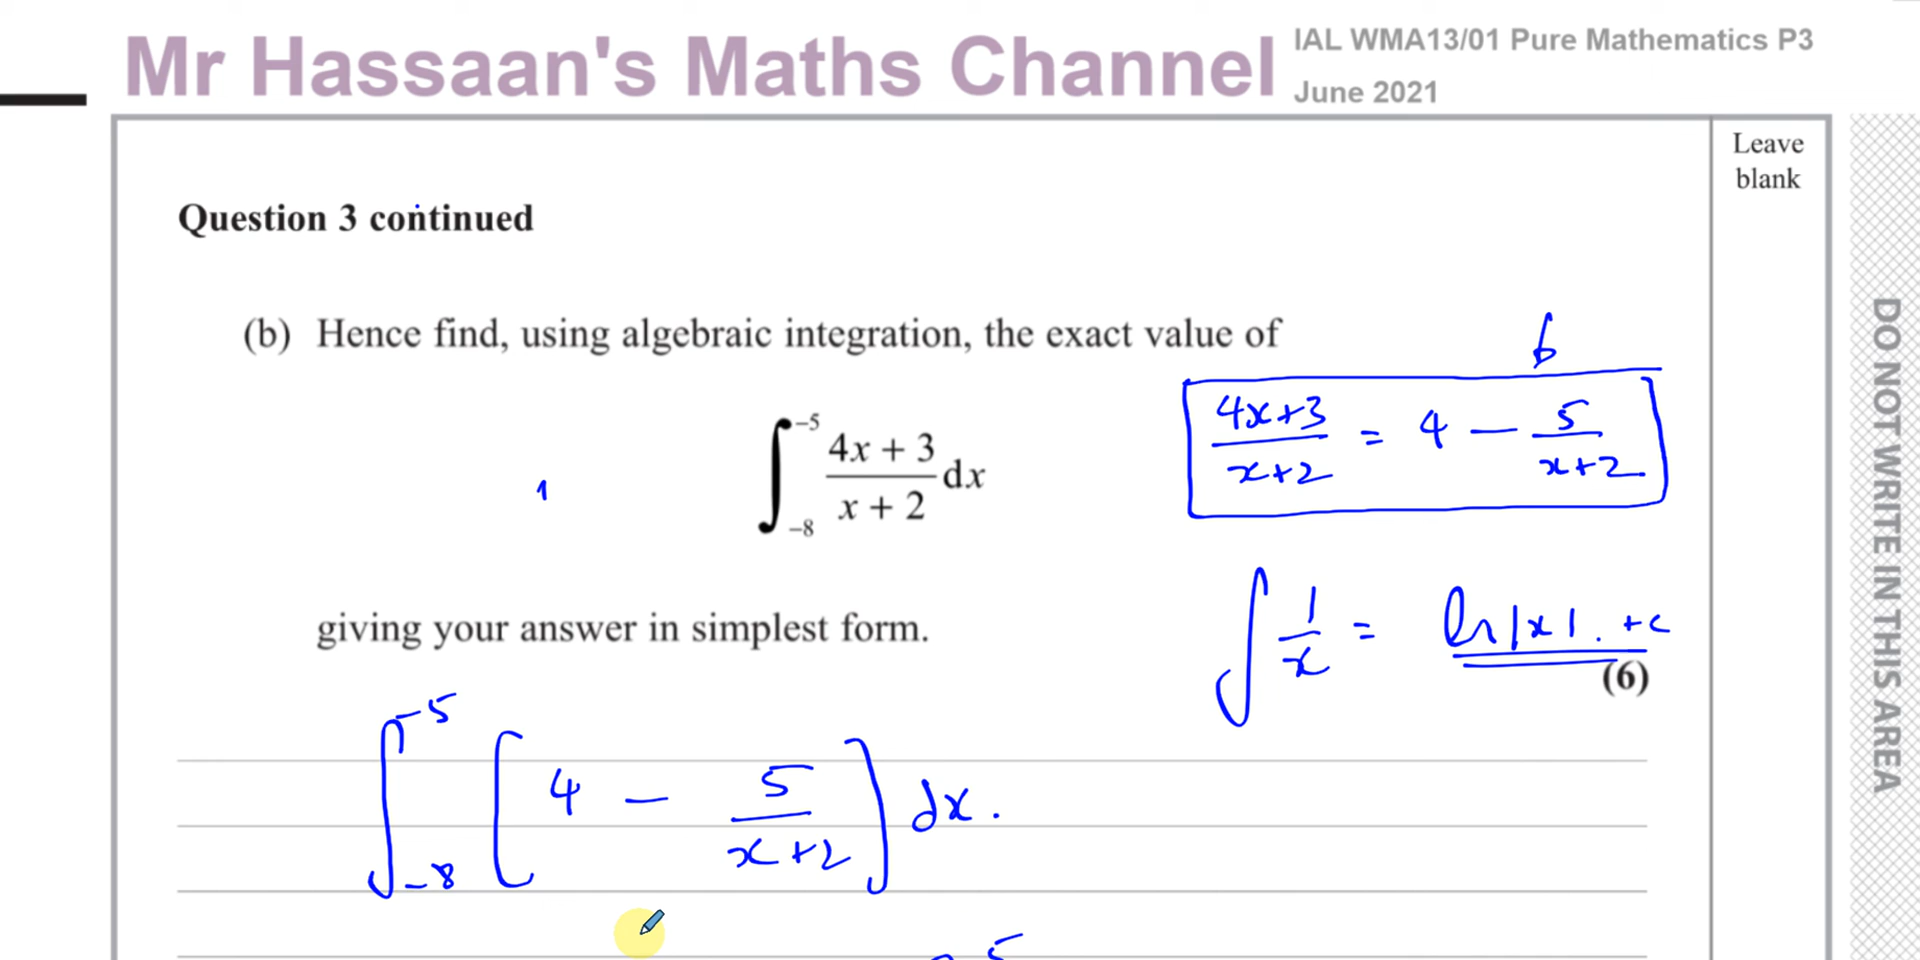 Mr Hassaan's Maths Channel
IAL WMA13/01 Pure Mathematics P3
June 2021
Leave
blank
Question 3 continued
(b) Hence find, using algebraic integration, the exact value of
∫_{-8}^{-5} (4x + 3)/(x + 2) dx
6
(4x+3)/(x+2) = 4 − 5/(x+2)
1
giving your answer in simplest form.
∫ 1/x = ln|x|. +c
(6)
∫_{-8}^{-5} [4 − 5/(x+2)] dx.
5
DO NOT WRITE IN THIS AREA